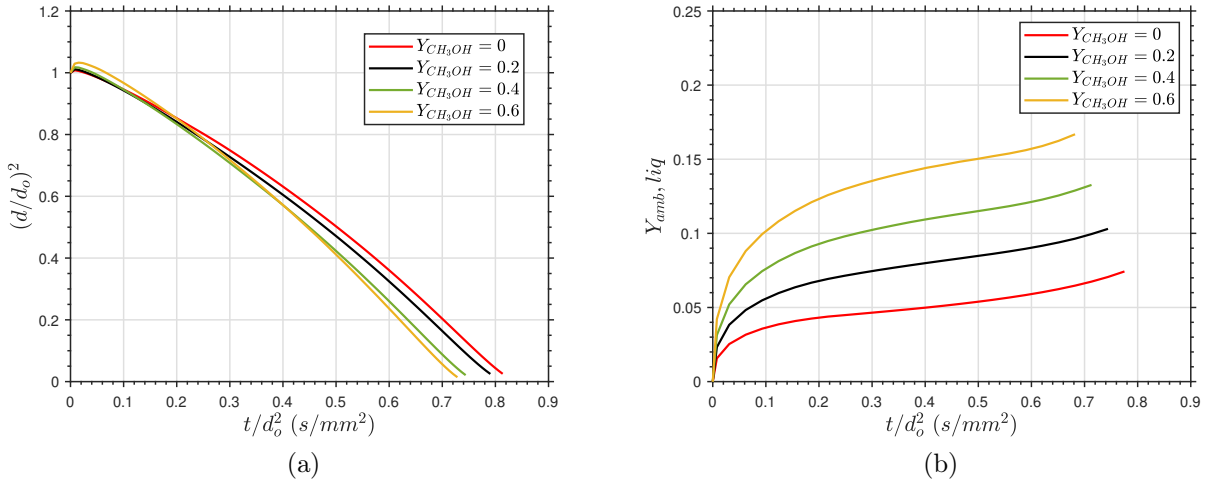 1.2
1
0.8
0.6
0.4
0.2
0
(d/d_o)^2
Y_{CH_3OH} = 0
Y_{CH_3OH} = 0.2
Y_{CH_3OH} = 0.4
Y_{CH_3OH} = 0.6
0 0.1 0.2 0.3 0.4 0.5 0.6 0.7 0.8 0.9
t/d_o^2 (s/mm^2)
(a)
0.25
0.2
0.15
0.1
0.05
0
Y_{amb}, liq
Y_{CH_3OH} = 0
Y_{CH_3OH} = 0.2
Y_{CH_3OH} = 0.4
Y_{CH_3OH} = 0.6
0 0.1 0.2 0.3 0.4 0.5 0.6 0.7 0.8 0.9
t/d_o^2 (s/mm^2)
(b)